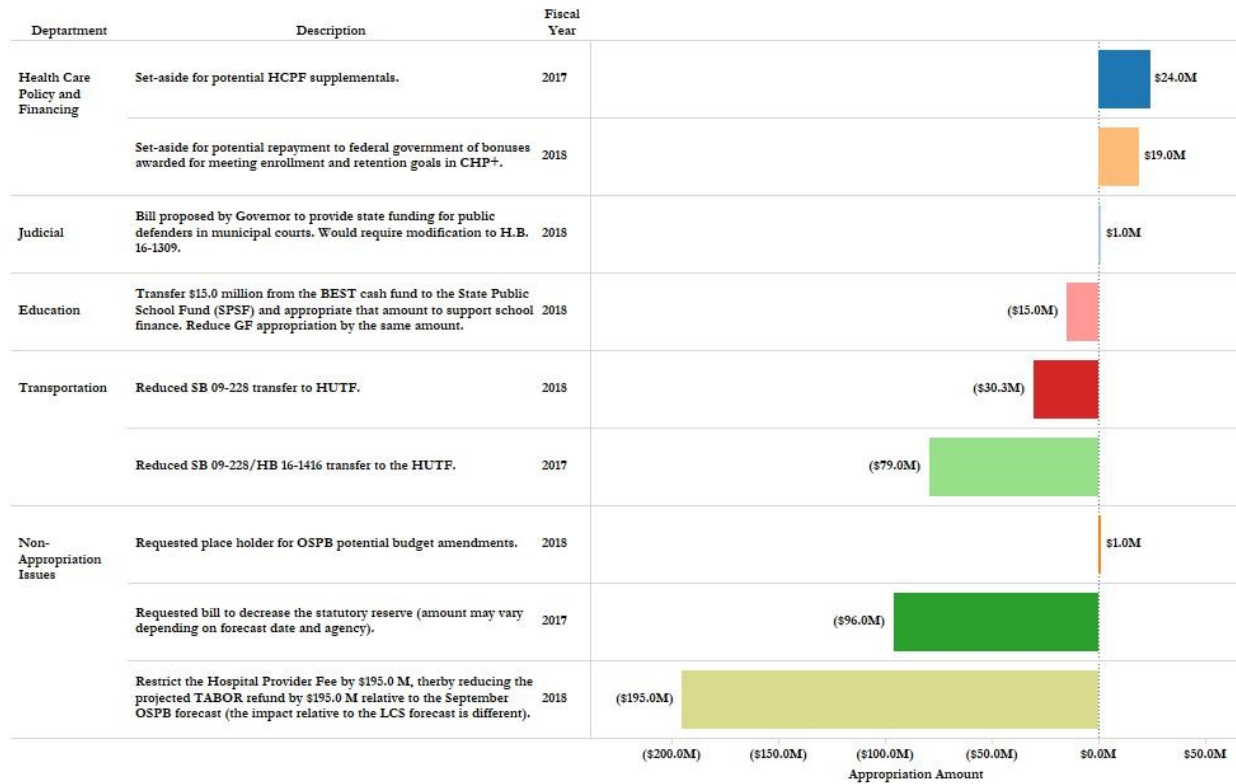 Deptartment Description Fiscal Year
Health Care Policy and Financing
Set-aside for potential HCPF supplementals. 2017 $24.0M
Set-aside for potential repayment to federal government of bonuses
awarded for meeting enrollment and retention goals in CHP+.
2018 $19.0M
Judicial
Bill proposed by Governor to provide state funding for public
defenders in municipal courts. Would require modification to H.B.
16-1309.
2018 $1.0M
Education
Transfer $15.0 million from the BEST cash fund to the State Public
School Fund (SPSF) and appropriate that amount to support school
finance. Reduce GF appropriation by the same amount.
2018 ($15.0M)
Transportation
Reduced SB 09-228 transfer to HUTF. 2018 ($30.3M)
Reduced SB 09-228/HB 16-1416 transfer to the HUTF. 2017 ($79.0M)
Non-
Appropriation
Issues
Requested place holder for OSPB potential budget amendments. 2018 $1.0M
Requested bill to decrease the statutory reserve (amount may vary
depending on forecast date and agency).
2017 ($96.0M)
Restrict the Hospital Provider Fee by $195.0 M, therby reducing the
projected TABOR refund by $195.0 M relative to the September
OSPB forecast (the impact relative to the LCS forecast is different).
2018 ($195.0M)
($200.0M) ($150.0M) ($100.0M) ($50.0M) $0.0M $50.0M
Appropriation Amount